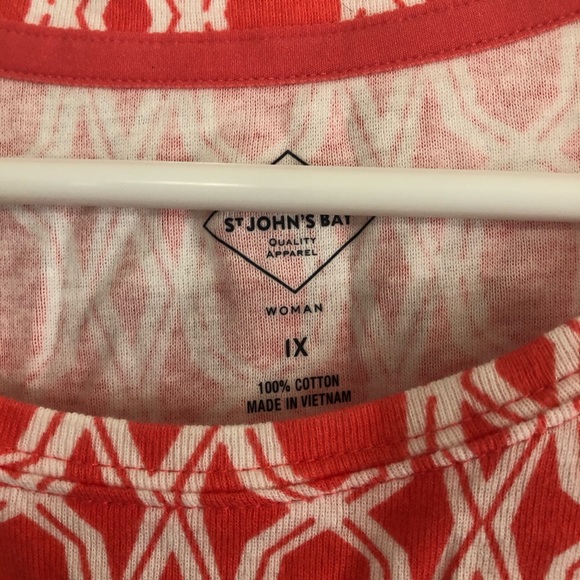 ST JOHN'S BAY
QUALITY
APPAREL
WOMAN
1X
100% COTTON
MADE IN VIETNAM